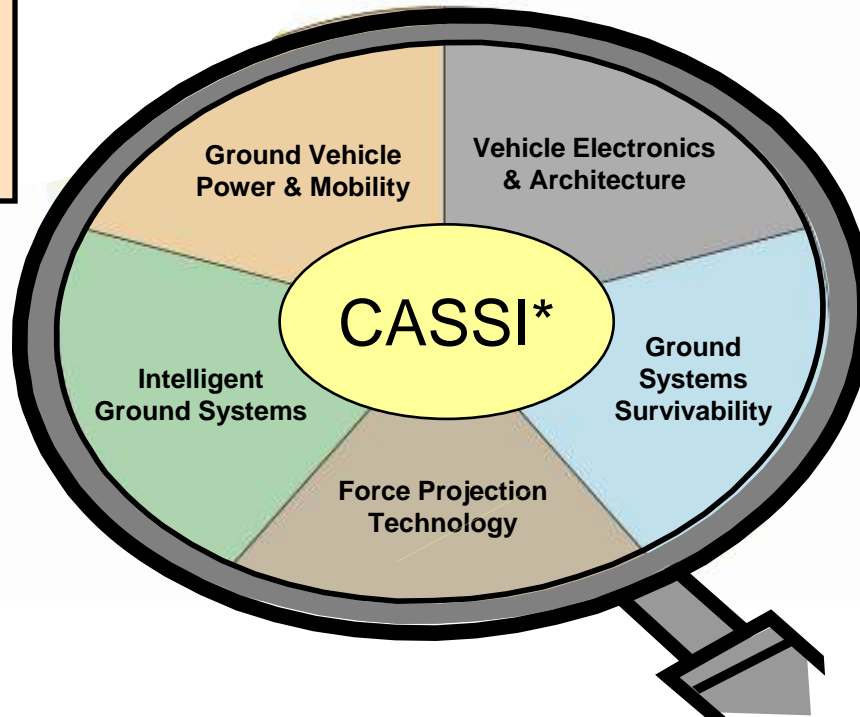 Ground Vehicle
Power & Mobility
Vehicle Electronics
& Architecture
CASSI*
Ground
Systems
Survivability
Intelligent
Ground Systems
Force Projection
Technology